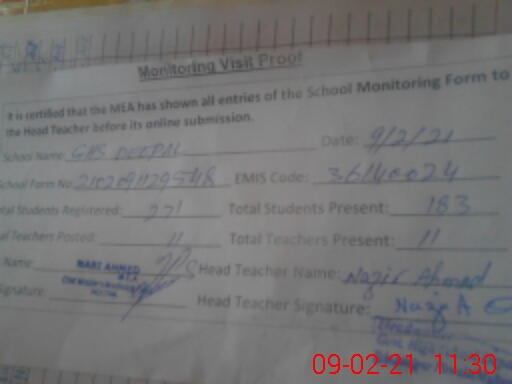 Monitoring Visit Proof
It is certified that the MEA has shown all entries of the School Monitoring Form to
the Head Teacher before its online submission.
School Name: GHS DEEPAL Date: 9/2/21
School Form No: EMIS Code: 36140024
Total Students Registered: 221 Total Students Present: 183
Total Teachers Posted: 11 Total Teachers Present: 11
Name: Head Teacher Name: Nazir Ahmad
Signature: Head Teacher Signature: Nazir A
09-02-21 11:30